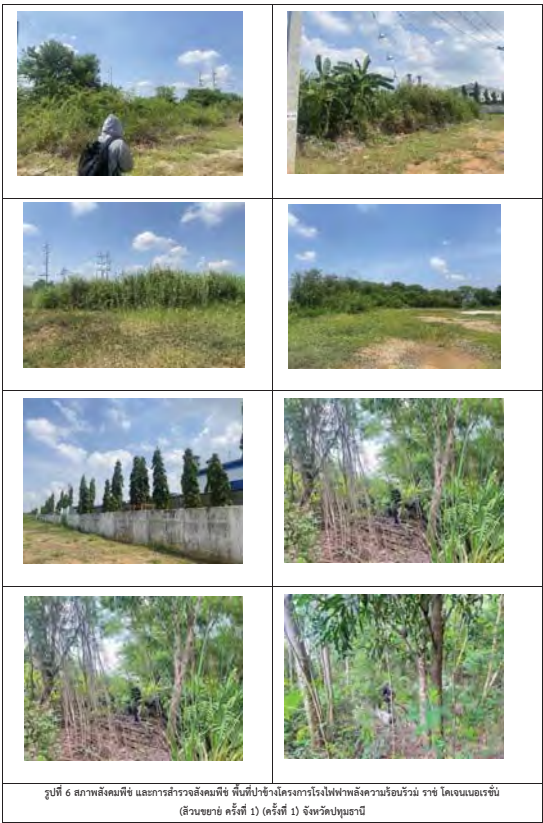 รูปที่ 6 สภาพสังคมพืช และการสำรวจสังคมพืช พื้นที่ป่าข้างโครงการโรงไฟฟ้าพลังความร้อนร่วม ราช โคเจนเนอเรชั่น
(ส่วนขยาย ครั้งที่ 1) (ครั้งที่ 1) จังหวัดปทุมธานี